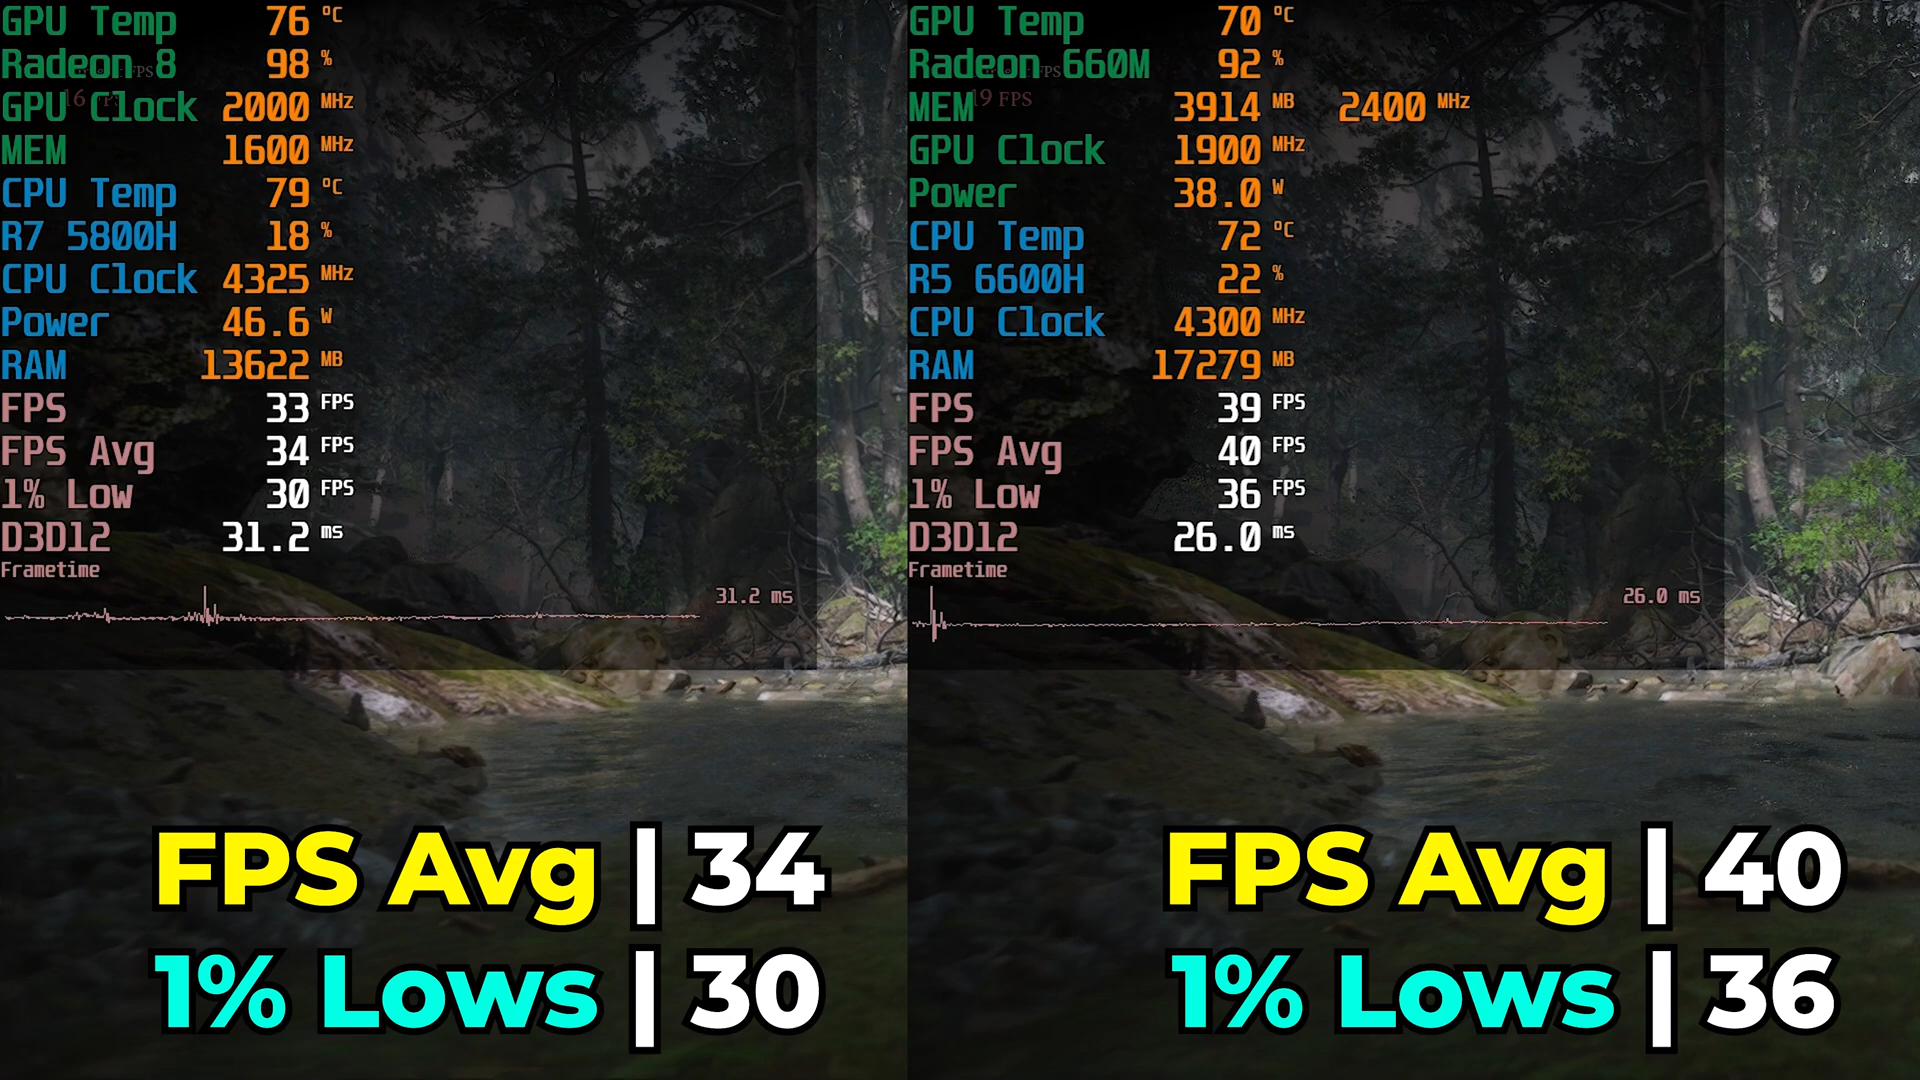 GPU Temp 76 °C
Radeon 8 98 %
GPU Clock 2000 MHz
MEM 1600 MHz
CPU Temp 79 °C
R7 5800H 18 %
CPU Clock 4325 MHz
Power 46.6 W
RAM 13622 MB
FPS 33 FPS
FPS Avg 34 FPS
1% Low 30 FPS
D3D12 31.2 ms
Frametime
31.2 ms
FPS Avg | 34
1% Lows | 30
GPU Temp 70 °C
Radeon 660M 92 %
19 FPS
MEM 3914 MB 2400 MHz
GPU Clock 1900 MHz
Power 38.0 W
CPU Temp 72 °C
R5 6600H 22 %
CPU Clock 4300 MHz
RAM 17279 MB
FPS 39 FPS
FPS Avg 40 FPS
1% Low 36 FPS
D3D12 26.0 ms
Frametime
26.0 ms
FPS Avg | 40
1% Lows | 36